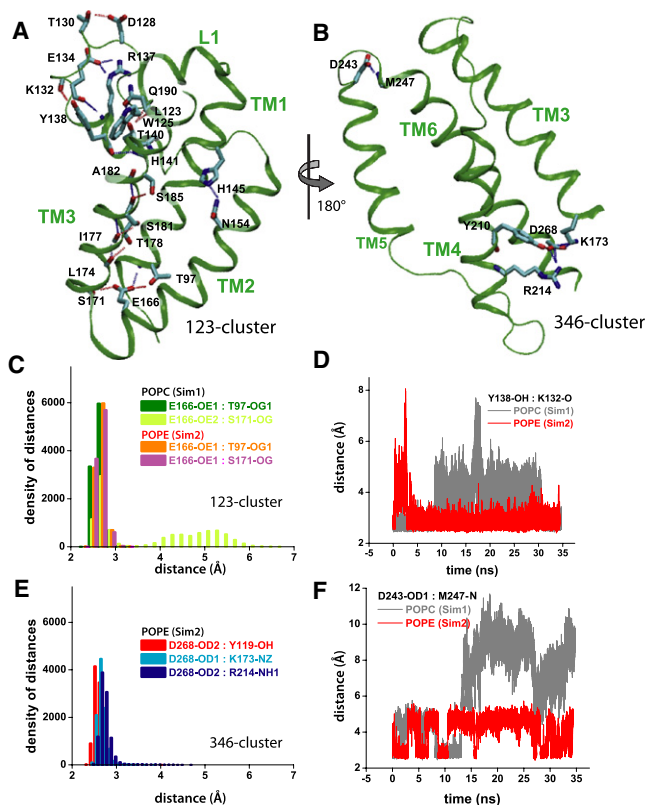 A
T130
D128
E134
R137
L1
K132
Q190
TM1
L123
Y138
W125
T140
H141
A182
S185
H145
TM3
S181
N154
I177
T178
L174
T97
TM2
S171
E166
123-cluster
180°
B
D243
M247
TM3
TM6
Y210
D268
TM5
TM4
K173
R214
346-cluster
C
POPC (Sim1)
E166-OE1 : T97-OG1
E166-OE2 : S171-OG
POPE (Sim2)
E166-OE1 : T97-OG1
E166-OE1 : S171-OG
123-cluster
density of distances
6000
4000
2000
0
2 3 4 5 6 7
distance (Å)
D
Y138-OH : K132-O
POPC (Sim1)
POPE (Sim2)
distance (Å)
8
6
4
2
-5 0 5 10 15 20 25 30 35
time (ns)
E
POPE (Sim2)
D268-OD2 : Y119-OH
D268-OD1 : K173-NZ
D268-OD2 : R214-NH1
346-cluster
density of distances
6000
4000
2000
0
2 3 4 5 6 7
distance (Å)
F
D243-OD1 : M247-N
POPC (Sim1)
POPE (Sim2)
distance (Å)
12
10
8
6
4
2
-5 0 5 10 15 20 25 30 35
time (ns)